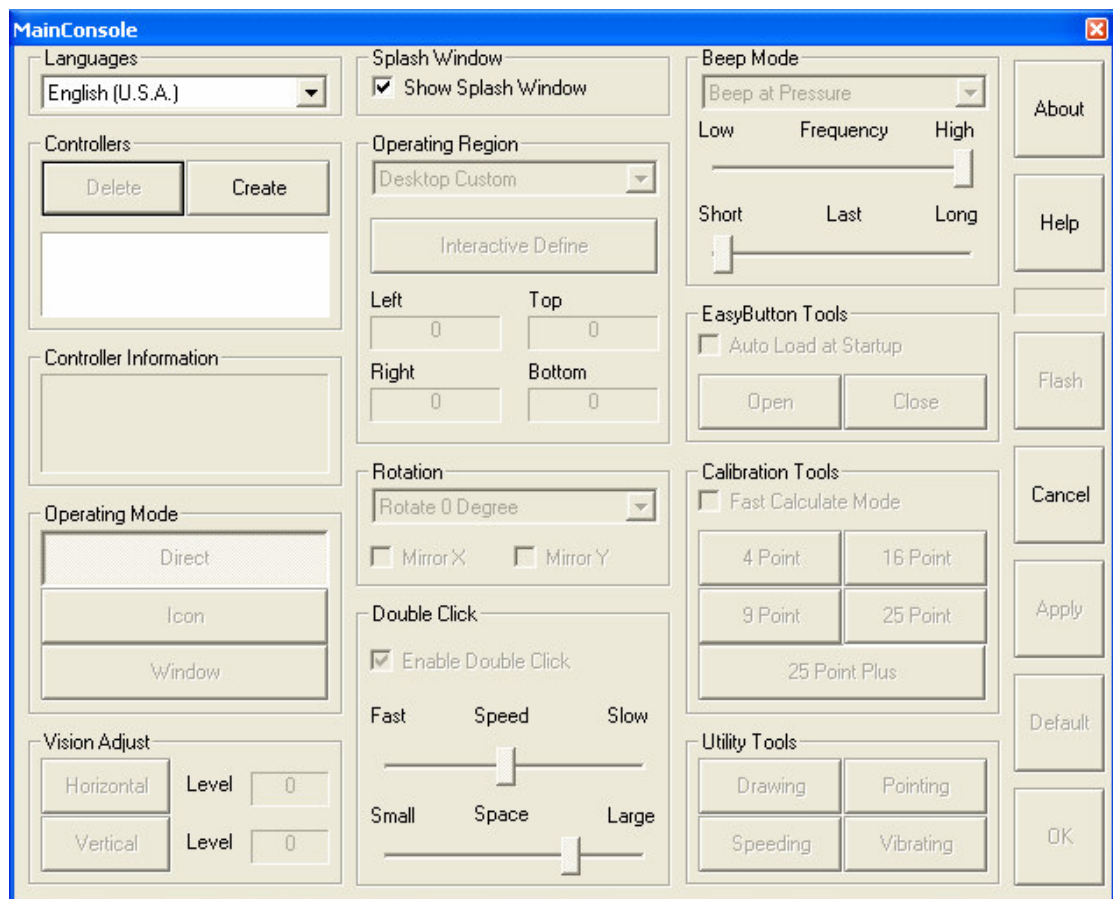 MainConsole
Languages
English (U.S.A.)
Controllers
Delete Create
Controller Information
Operating Mode
Direct
Icon
Window
Vision Adjust
Horizontal Level 0
Vertical Level 0
Splash Window
Show Splash Window
Operating Region
Desktop Custom
Interactive Define
Left Top
0 0
Right Bottom
0 0
Rotation
Rotate 0 Degree
Mirror X Mirror Y
Double Click
Enable Double Click
Fast Speed Slow
Small Space Large
Beep Mode
Beep at Pressure
Low Frequency High
Short Last Long
EasyButton Tools
Auto Load at Startup
Open Close
Calibration Tools
Fast Calculate Mode
4 Point 16 Point
9 Point 25 Point
25 Point Plus
Utility Tools
Drawing Pointing
Speeding Vibrating
About
Help
Flash
Cancel
Apply
Default
OK